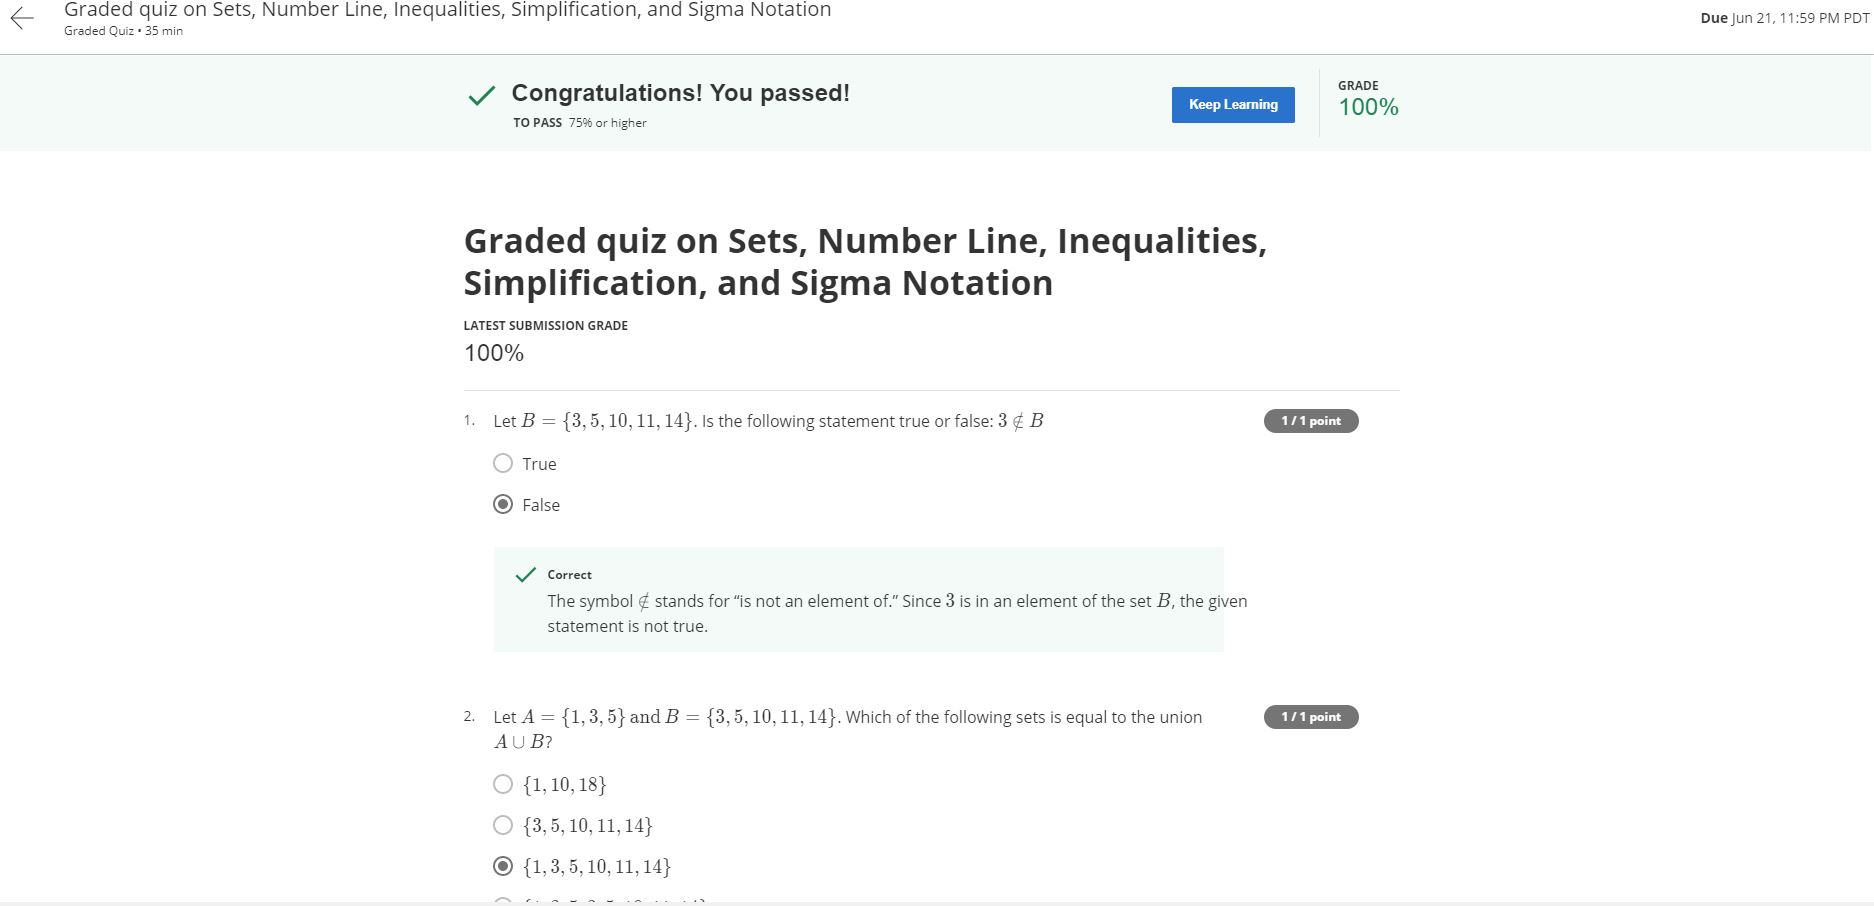 Graded quiz on Sets, Number Line, Inequalities, Simplification, and Sigma Notation
Graded Quiz • 35 min
Due Jun 21, 11:59 PM PDT
Congratulations! You passed!
TO PASS 75% or higher
Keep Learning
GRADE
100%
Graded quiz on Sets, Number Line, Inequalities,
Simplification, and Sigma Notation
LATEST SUBMISSION GRADE
100%
1. Let B = {3, 5, 10, 11, 14}. Is the following statement true or false: 3 ∉ B
1 / 1 point
True
False
Correct
The symbol ∉ stands for “is not an element of.” Since 3 is in an element of the set B, the given
statement is not true.
2. Let A = {1, 3, 5} and B = {3, 5, 10, 11, 14}. Which of the following sets is equal to the union
A ∪ B?
1 / 1 point
{1, 10, 18}
{3, 5, 10, 11, 14}
{1, 3, 5, 10, 11, 14}